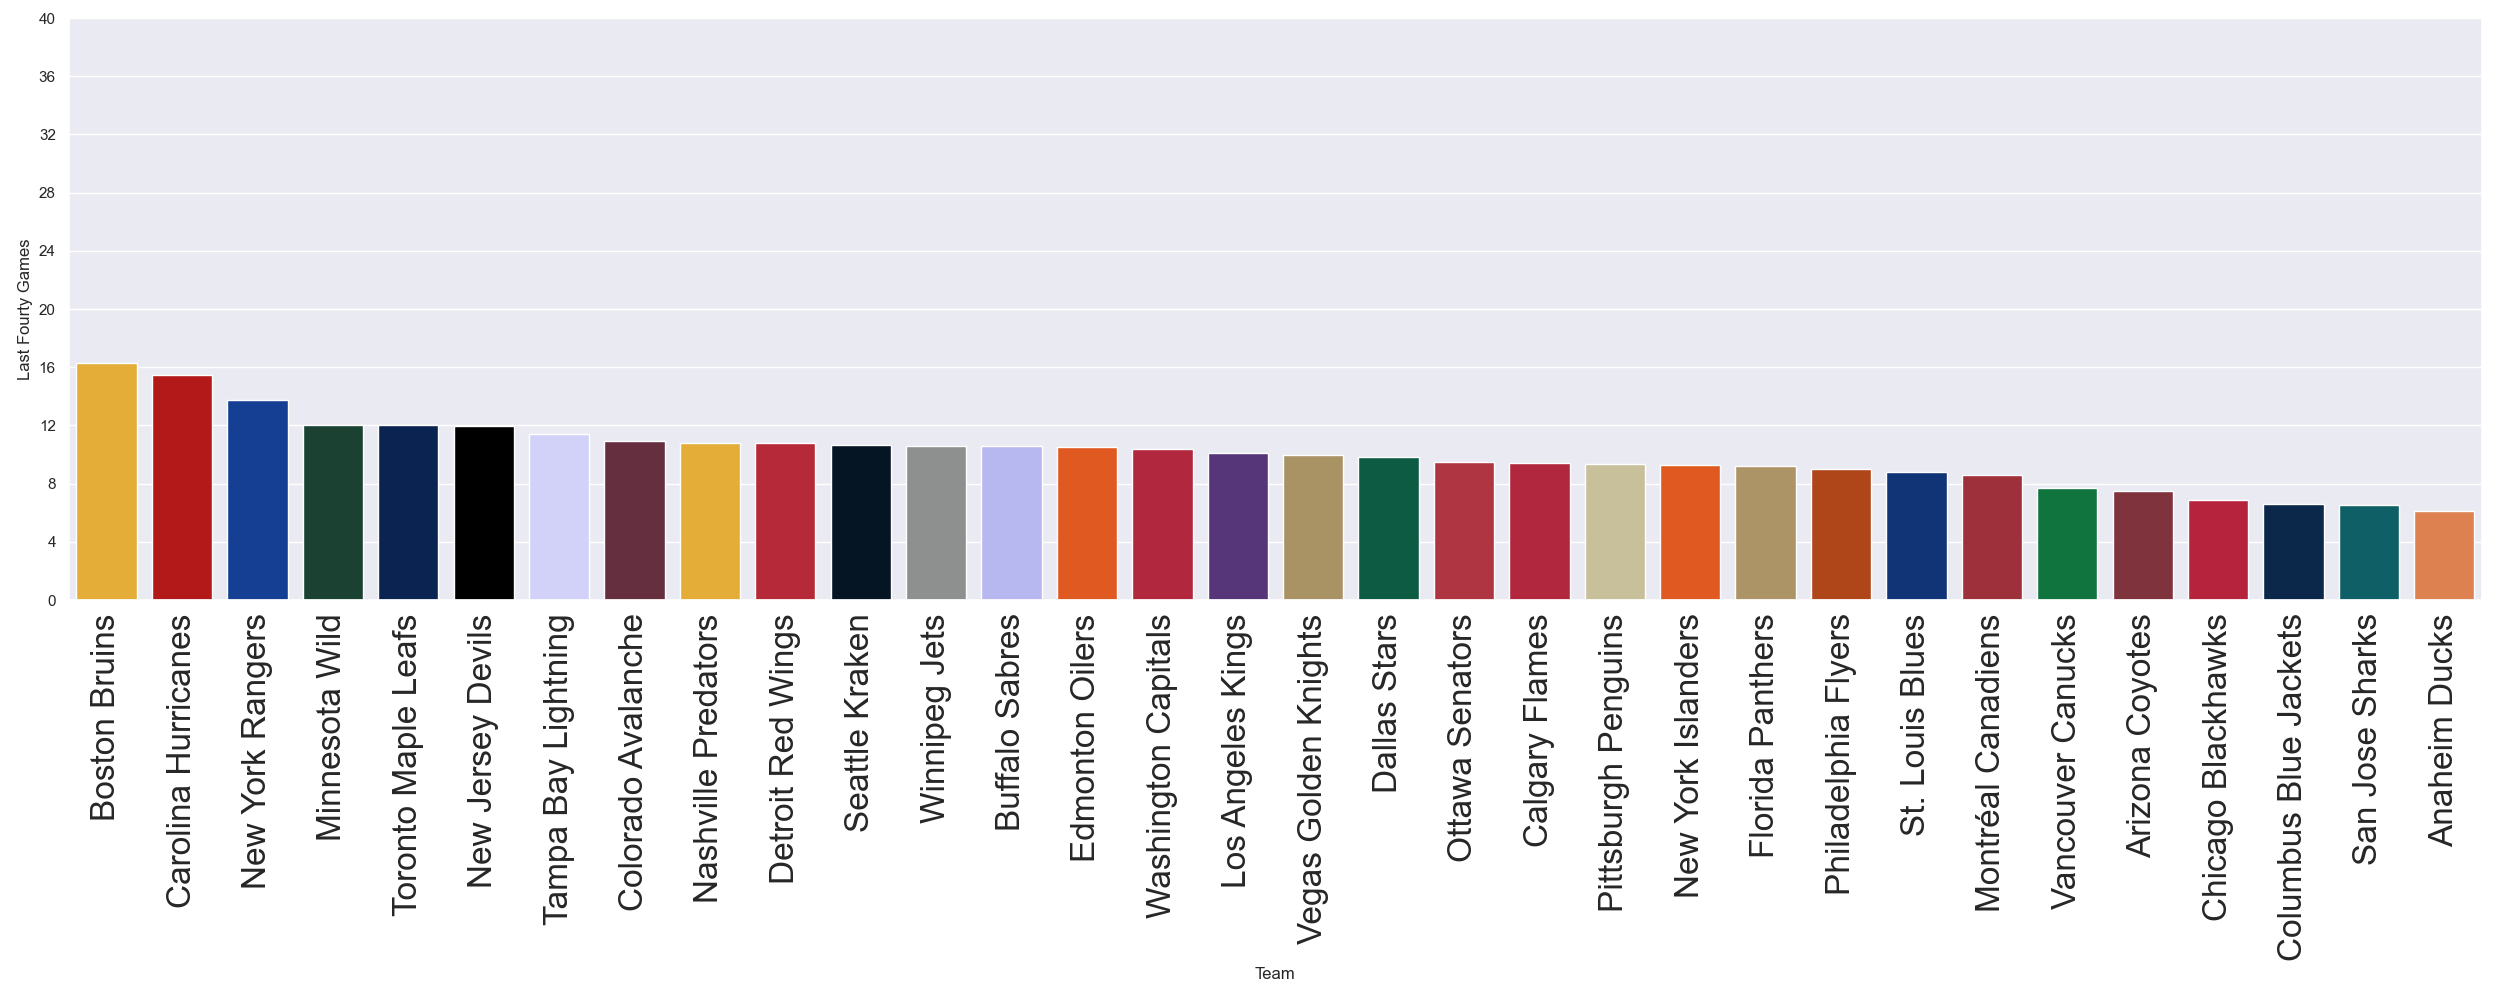 40
36
32
28
24
20
16
12
8
4
0
Last Fourty Games
Boston Bruins
Carolina Hurricanes
New York Rangers
Minnesota Wild
Toronto Maple Leafs
New Jersey Devils
Tampa Bay Lightning
Colorado Avalanche
Nashville Predators
Detroit Red Wings
Seattle Kraken
Winnipeg Jets
Buffalo Sabres
Edmonton Oilers
Washington Capitals
Los Angeles Kings
Vegas Golden Knights
Dallas Stars
Ottawa Senators
Calgary Flames
Pittsburgh Penguins
New York Islanders
Florida Panthers
Philadelphia Flyers
St. Louis Blues
Montréal Canadiens
Vancouver Canucks
Arizona Coyotes
Chicago Blackhawks
Columbus Blue Jackets
San Jose Sharks
Anaheim Ducks
Team